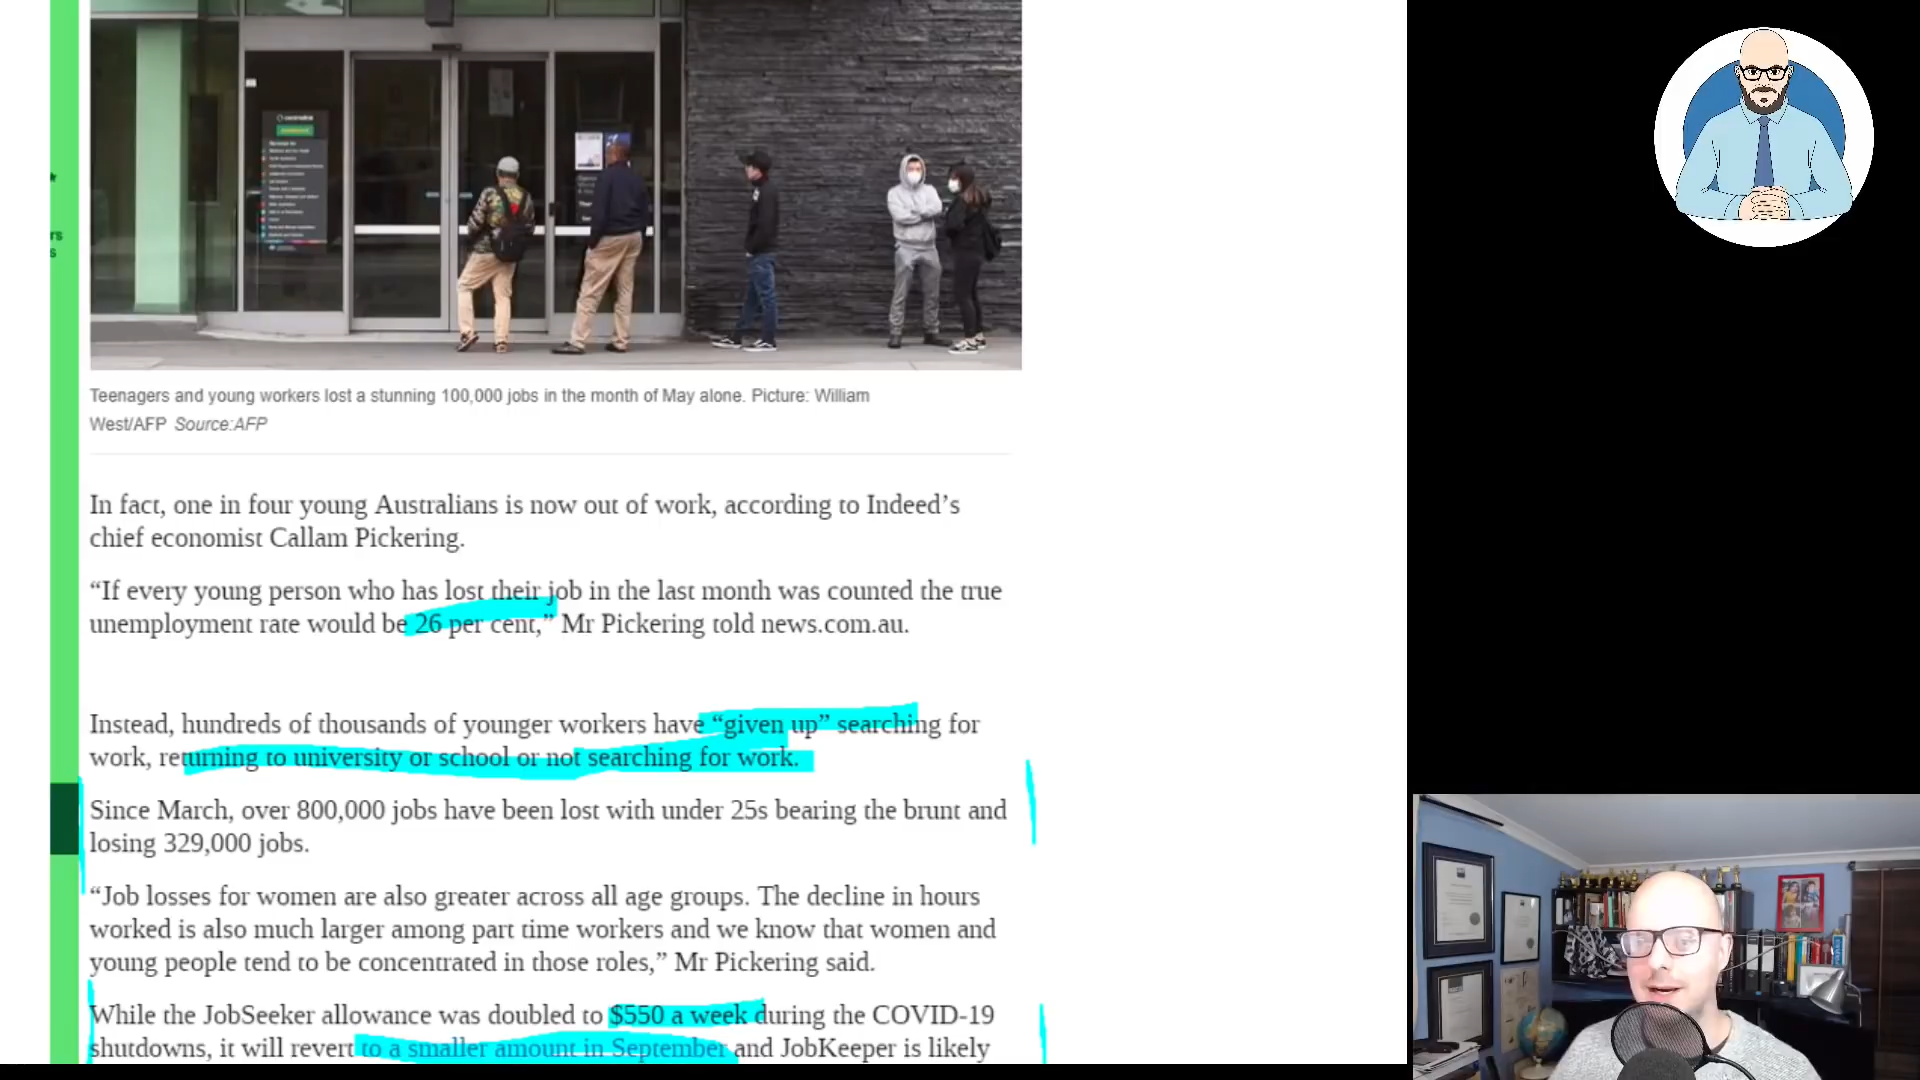 rs
s
Teenagers and young workers lost a stunning 100,000 jobs in the month of May alone. Picture: William
West/AFP Source:AFP
In fact, one in four young Australians is now out of work, according to Indeed’s
chief economist Callam Pickering.
“If every young person who has lost their job in the last month was counted the true
unemployment rate would be 26 per cent,” Mr Pickering told news.com.au.
Instead, hundreds of thousands of younger workers have “given up” searching for
work, returning to university or school or not searching for work.
Since March, over 800,000 jobs have been lost with under 25s bearing the brunt and
losing 329,000 jobs.
“Job losses for women are also greater across all age groups. The decline in hours
worked is also much larger among part time workers and we know that women and
young people tend to be concentrated in those roles,” Mr Pickering said.
While the JobSeeker allowance was doubled to $550 a week during the COVID-19
shutdowns, it will revert to a smaller amount in September and JobKeeper is likely